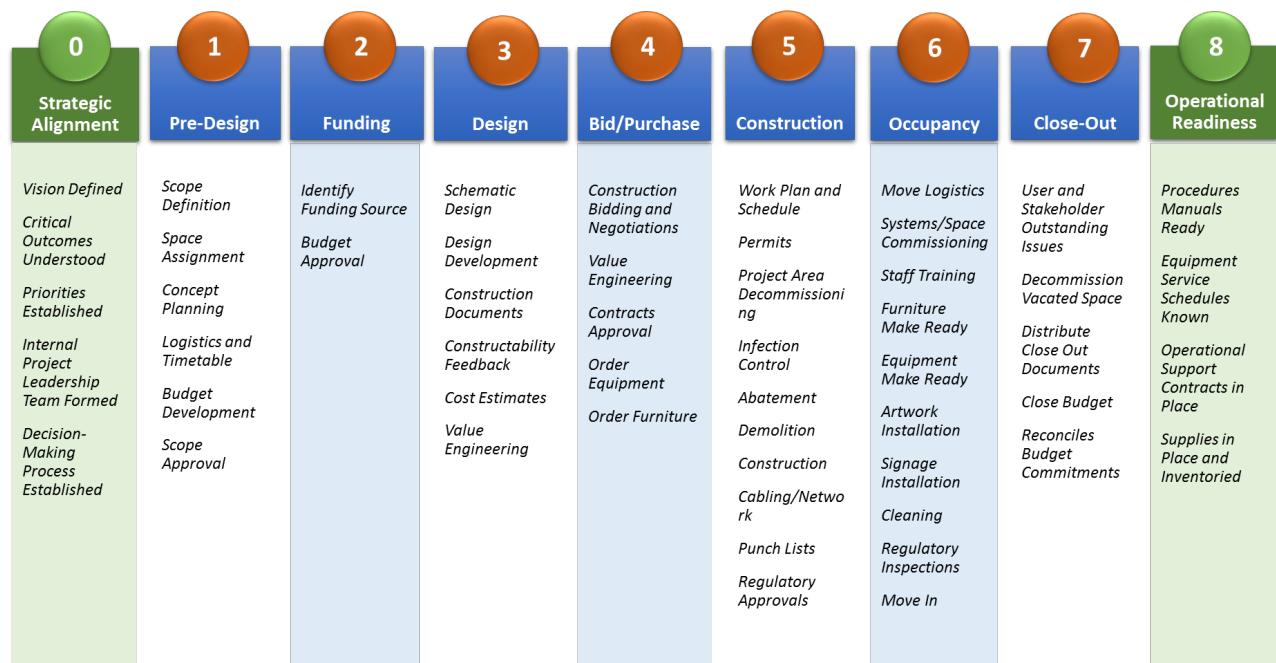 0
Strategic
Alignment
Vision Defined
Critical
Outcomes
Understood
Priorities
Established
Internal
Project
Leadership
Team Formed
Decision-
Making
Process
Established
1
Pre-Design
Scope
Definition
Space
Assignment
Concept
Planning
Logistics and
Timetable
Budget
Development
Scope
Approval
2
Funding
Identify
Funding Source
Budget
Approval
3
Design
Schematic
Design
Design
Development
Construction
Documents
Constructability
Feedback
Cost Estimates
Value
Engineering
4
Bid/Purchase
Construction
Bidding and
Negotiations
Value
Engineering
Contracts
Approval
Order
Equipment
Order Furniture
5
Construction
Work Plan and
Schedule
Permits
Project Area
Decommissioni
ng
Infection
Control
Abatement
Demolition
Construction
Cabling/Netwo
rk
Punch Lists
Regulatory
Approvals
6
Occupancy
Move Logistics
Systems/Space
Commissioning
Staff Training
Furniture
Make Ready
Equipment
Make Ready
Artwork
Installation
Signage
Installation
Cleaning
Regulatory
Inspections
Move In
7
Close-Out
User and
Stakeholder
Outstanding
Issues
Decommission
Vacated Space
Distribute
Close Out
Documents
Close Budget
Reconciles
Budget
Commitments
8
Operational
Readiness
Procedures
Manuals
Ready
Equipment
Service
Schedules
Known
Operational
Support
Contracts in
Place
Supplies in
Place and
Inventoried